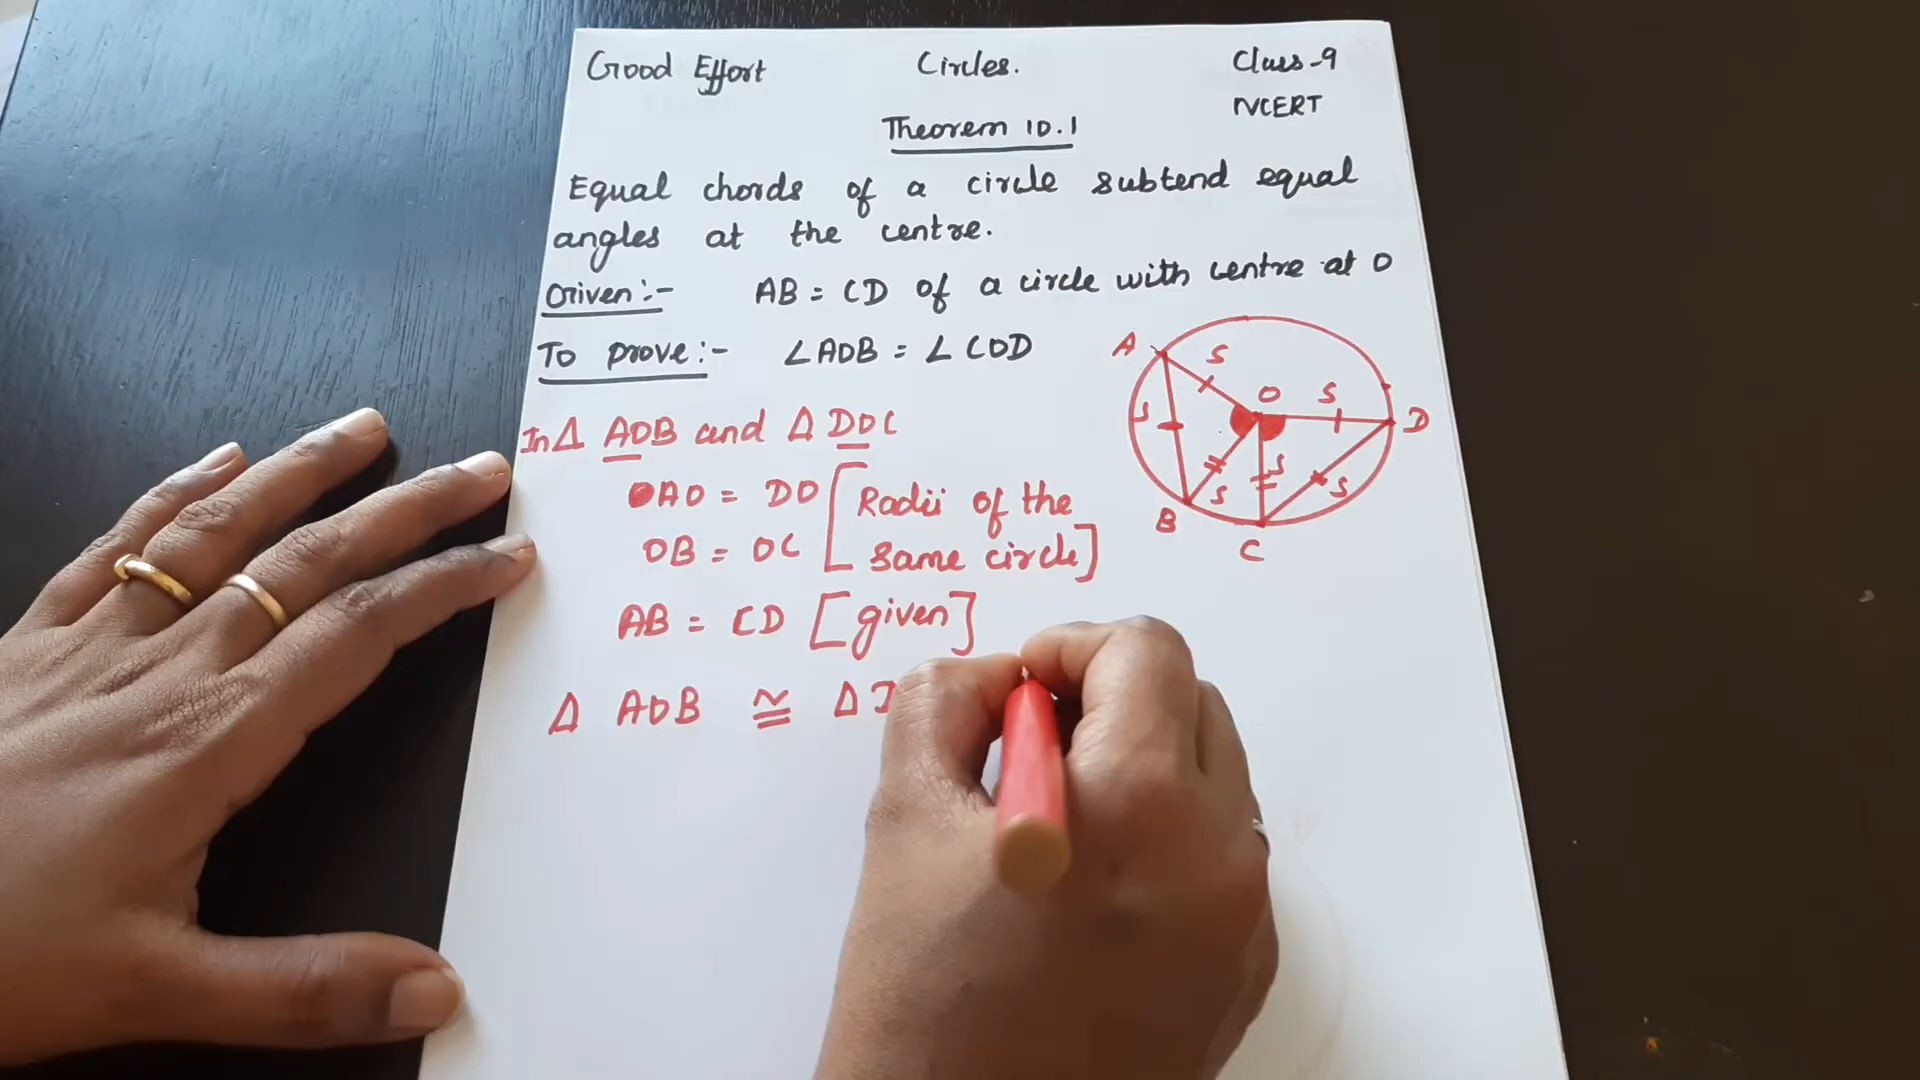 Good Effort
Circles.
Class-9
NCERT
Theorem 10.1
Equal chords of a circle subtend equal
angles at the centre.
Given:- AB = CD of a circle with centre at O
To prove:- ∠AOB = ∠COD
In Δ AOB and Δ DOC
AO = DO [Radii of the
OB = OC same circle]
AB = CD [given]
Δ AOB ≅ Δ
A
S
O
S
D
S
S
S
S
B
C